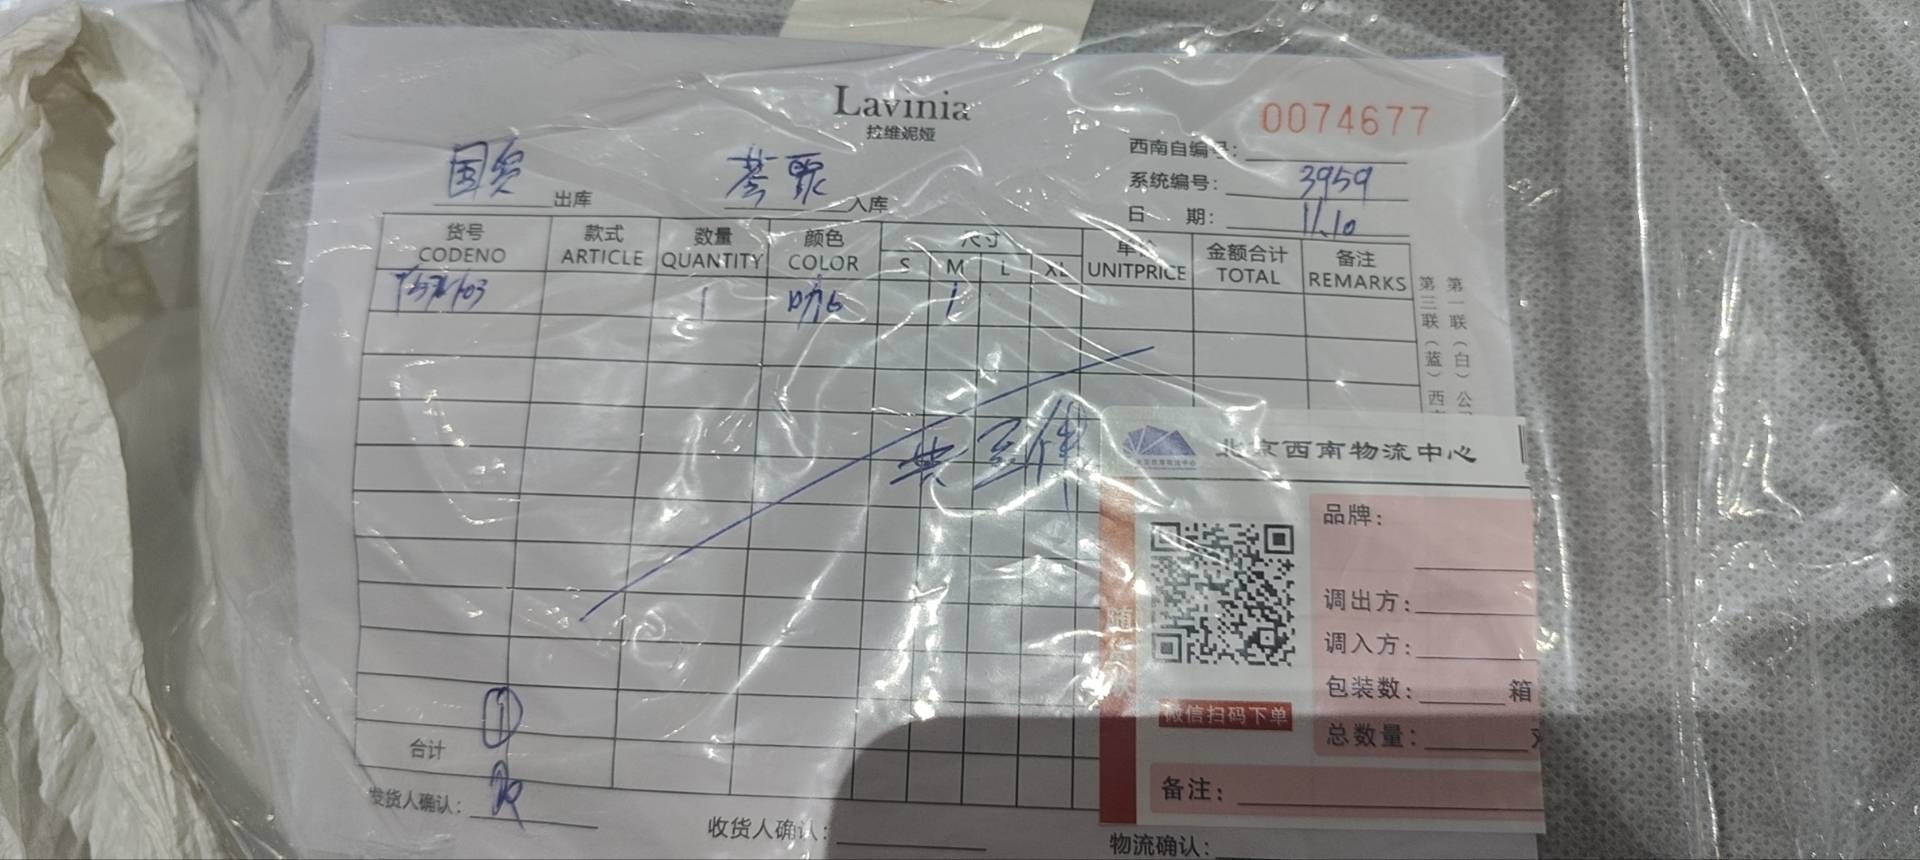 Lavinia
拉维妮娅
0074677
西南自编号:
国贸 出库 荟聚 入库
系统编号: 3959
日 期: 11.10
货号 款式 数量 颜色 尺寸 单价 金额合计 备注
CODENO ARTICLE QUANTITY COLOR S M L XL UNITPRICE TOTAL REMARKS
1 咖色 1
第一联(白)公
第三联(蓝)西
共
北京西南物流中心
品牌:
调出方:
调入方:
包装数: 箱
总数量:
微信扫码下单
备注:
1
合计
发货人确认:
收货人确认:
物流确认: